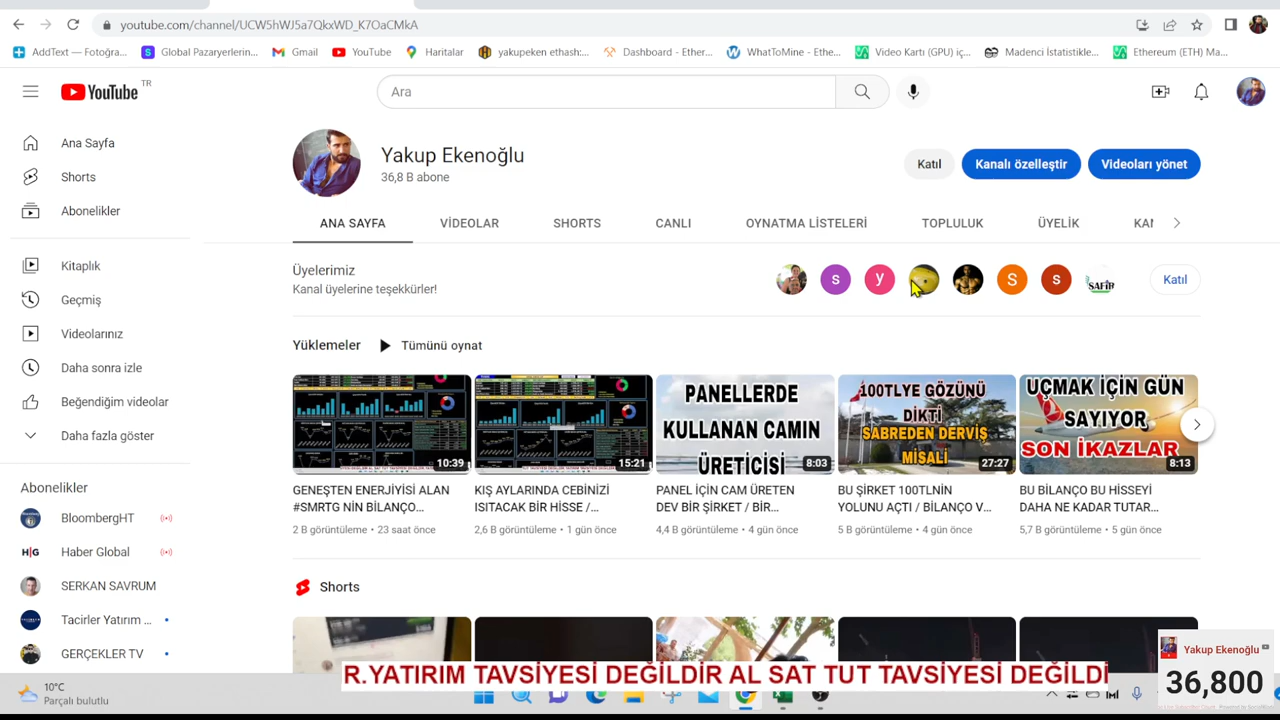 youtube.com/channel/UCW5hWJ5a7QkxWD_K7OaCMkA
AddText — Fotoğra...
Global Pazaryerlerin...
Gmail
YouTube
Haritalar
yakupeken ethash:...
Dashboard - Ether...
WhatToMine - Ethe...
Video Kartı (GPU) iç...
Madenci İstatistikle...
Ethereum (ETH) Ma...
YouTube TR
Ara
Ana Sayfa
Shorts
Abonelikler
Kitaplık
Geçmiş
Videolarınız
Daha sonra izle
Beğendiğim videolar
Daha fazla göster
Abonelikler
BloombergHT
H|G Haber Global
SERKAN SAVRUM
Tacirler Yatırım ...
GERÇEKLER TV
Yakup Ekenoğlu
36,8 B abone
Katıl
Kanalı özelleştir
Videoları yönet
ANA SAYFA
VİDEOLAR
SHORTS
CANLI
OYNATMA LİSTELERİ
TOPLULUK
ÜYELİK
KAN
Üyelerimiz
Kanal üyelerine teşekkürler!
s
y
S
s
SAFİR
Katıl
Yüklemeler
Tümünü oynat
10:39
15:21
PANELLERDE
KULLANAN CAMIN
ÜRETİCİSİ
8:03
100TLYE GÖZÜNÜ
DİKTİ
SABREDEN DERVİŞ
MİSALİ
27:27
UÇMAK İÇİN GÜN
SAYIYOR
SON İKAZLAR
8:13
GENEŞTEN ENERJİYİSİ ALAN
#SMRTG NİN BİLANÇO...
2 B görüntüleme • 23 saat önce
KIŞ AYLARINDA CEBİNİZİ
ISITACAK BİR HİSSE /...
2,6 B görüntüleme • 1 gün önce
PANEL İÇİN CAM ÜRETEN
DEV BİR ŞİRKET / BİR...
4,4 B görüntüleme • 4 gün önce
BU ŞİRKET 100TLNİN
YOLUNU AÇTI / BİLANÇO V...
5 B görüntüleme • 4 gün önce
BU BİLANÇO BU HİSSEYİ
DAHA NE KADAR TUTAR...
5,7 B görüntüleme • 4 gün önce
Shorts
R.YATIRIM TAVSİYESİ DEĞİLDİR AL SAT TUT TAVSİYESİ DEĞİLDİ
Yakup Ekenoğlu
36,800
10°C
Parçalı bulutlu